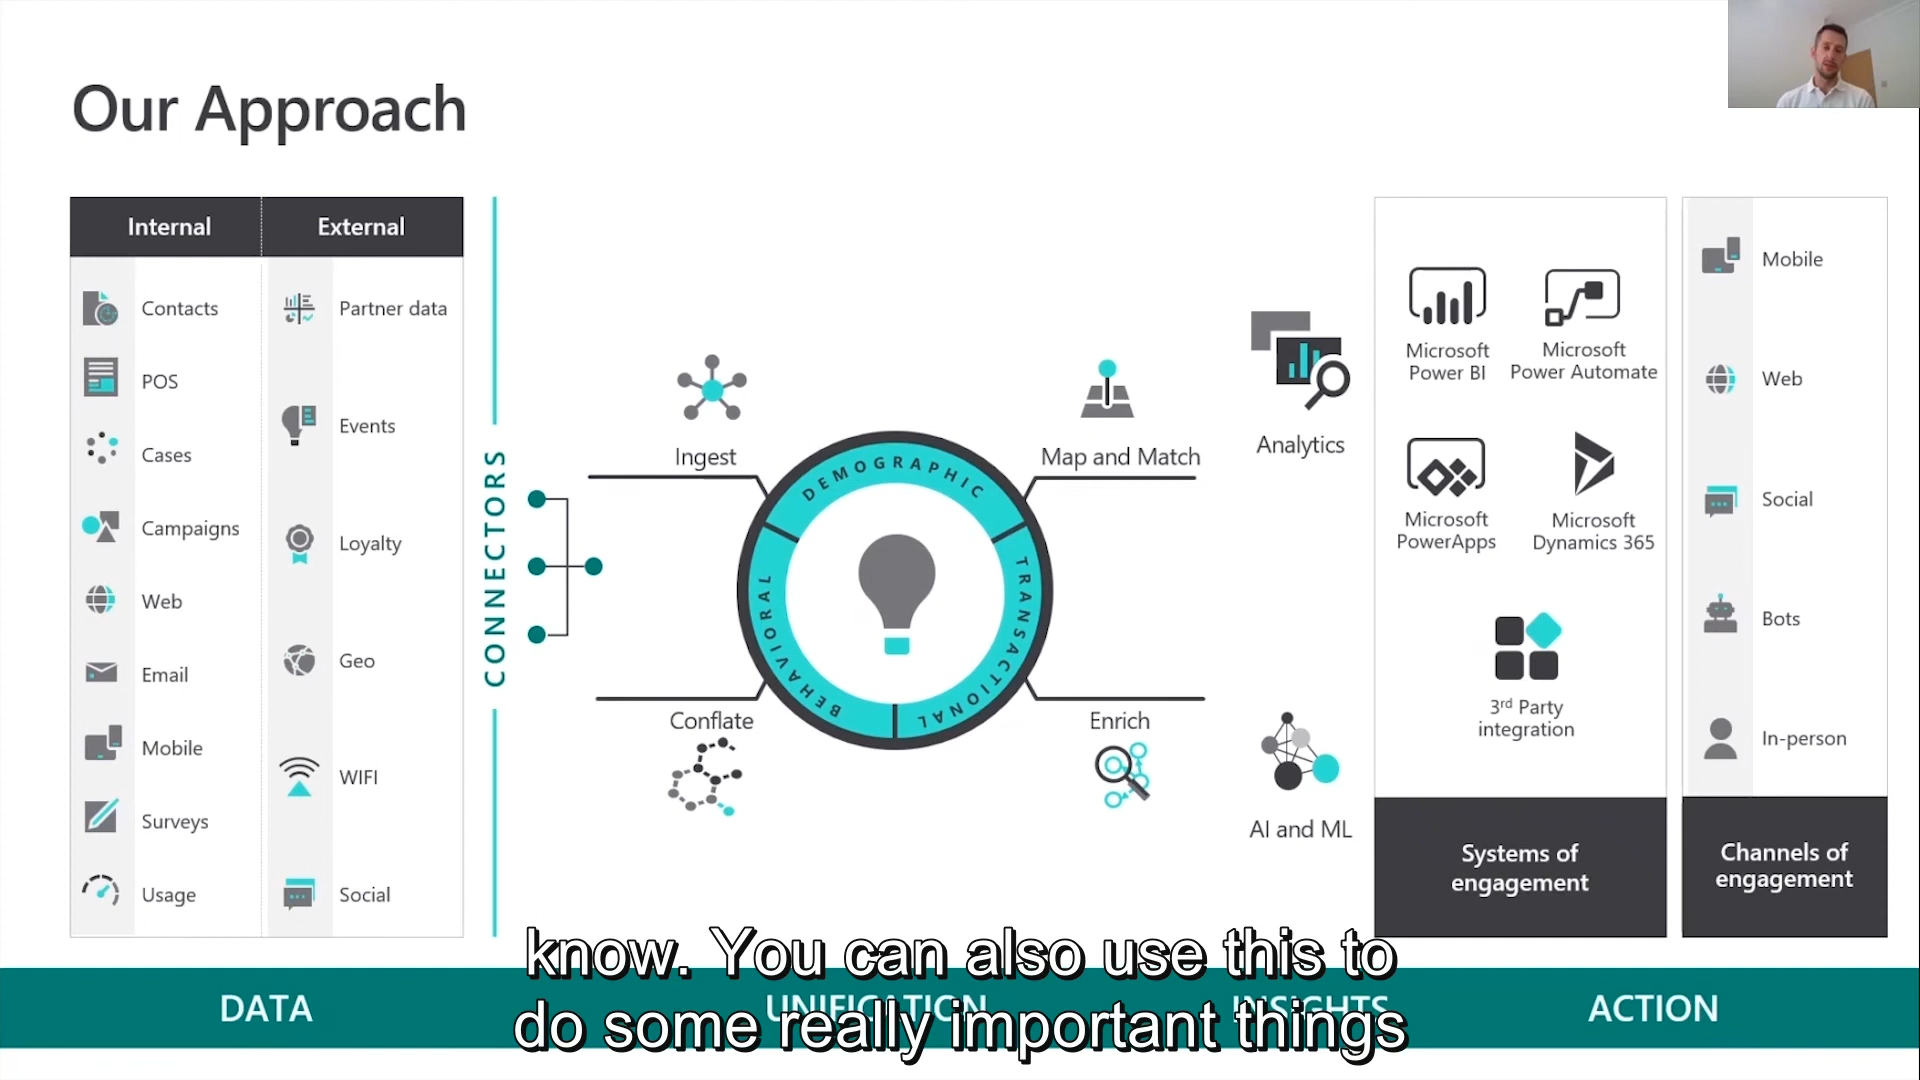 Our Approach
Internal
External
Contacts
POS
Cases
Campaigns
Web
Email
Mobile
Surveys
Usage
Partner data
Events
Loyalty
Geo
WIFI
Social
CONNECTORS
Ingest
Map and Match
Conflate
Enrich
DEMOGRAPHIC
TRANSACTIONAL
BEHAVIORAL
Analytics
AI and ML
Microsoft
Power BI
Microsoft
Power Automate
Microsoft
PowerApps
Microsoft
Dynamics 365
3rd Party
integration
Systems of
engagement
Mobile
Web
Social
Bots
In-person
Channels of
engagement
DATA
UNIFICATION
INSIGHTS
ACTION
know. You can also use this to
do some really important things